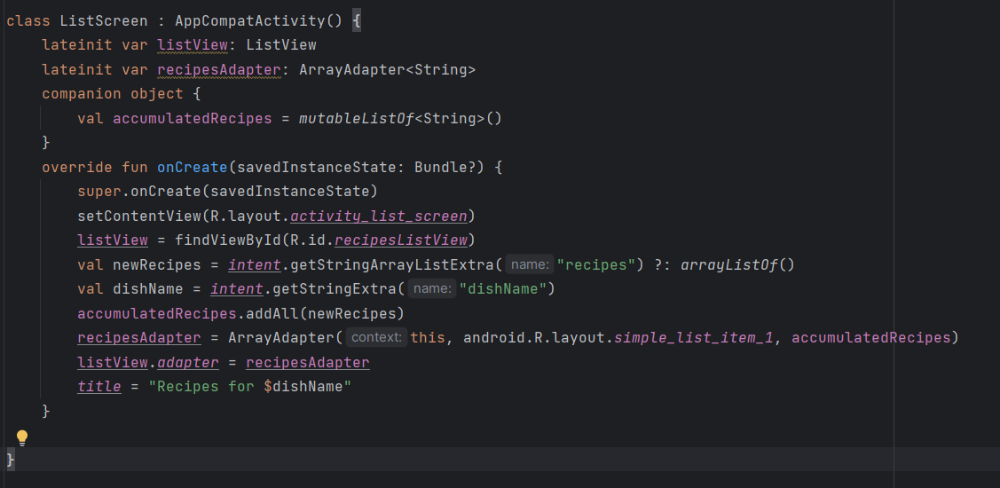 class ListScreen : AppCompatActivity() {
    lateinit var listView: ListView
    lateinit var recipesAdapter: ArrayAdapter<String>
    companion object {
        val accumulatedRecipes = mutableListOf<String>()
    }
    override fun onCreate(savedInstanceState: Bundle?) {
        super.onCreate(savedInstanceState)
        setContentView(R.layout.activity_list_screen)
        listView = findViewById(R.id.recipesListView)
        val newRecipes = intent.getStringArrayListExtra( name: "recipes") ?: arrayListOf()
        val dishName = intent.getStringExtra( name: "dishName")
        accumulatedRecipes.addAll(newRecipes)
        recipesAdapter = ArrayAdapter( context: this, android.R.layout.simple_list_item_1, accumulatedRecipes)
        listView.adapter = recipesAdapter
        title = "Recipes for $dishName"
    }
}